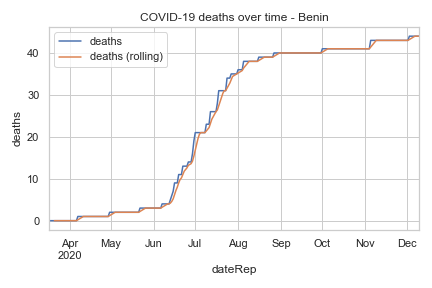 COVID-19 deaths over time - Benin
deaths
deaths (rolling)
40
30
20
10
0
deaths
Apr
2020
May
Jun
Jul
Aug
Sep
Oct
Nov
Dec
dateRep